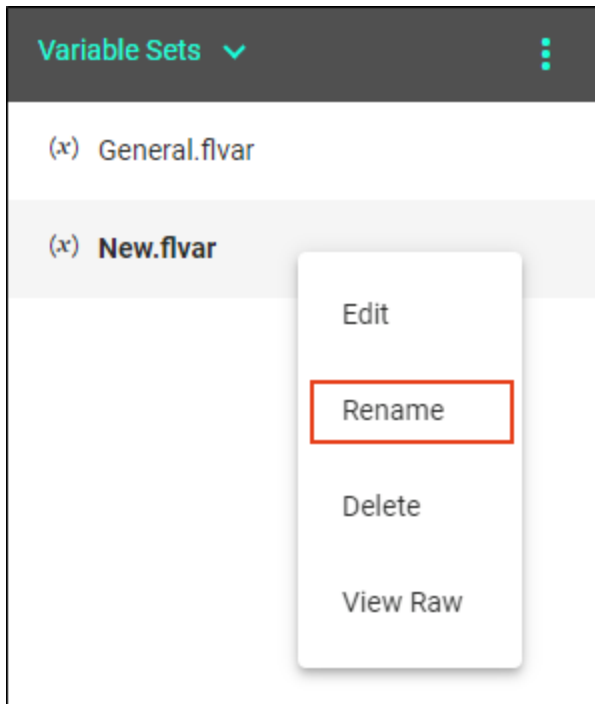 Variable Sets
(x) General.flvar
(x) New.flvar
Edit
Rename
Delete
View Raw